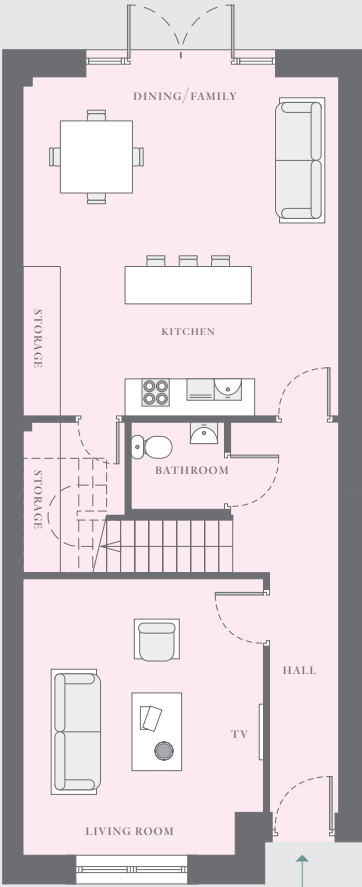 DINING/FAMILY
KITCHEN
STORAGE
BATHROOM
STORAGE
HALL
TV
LIVING ROOM